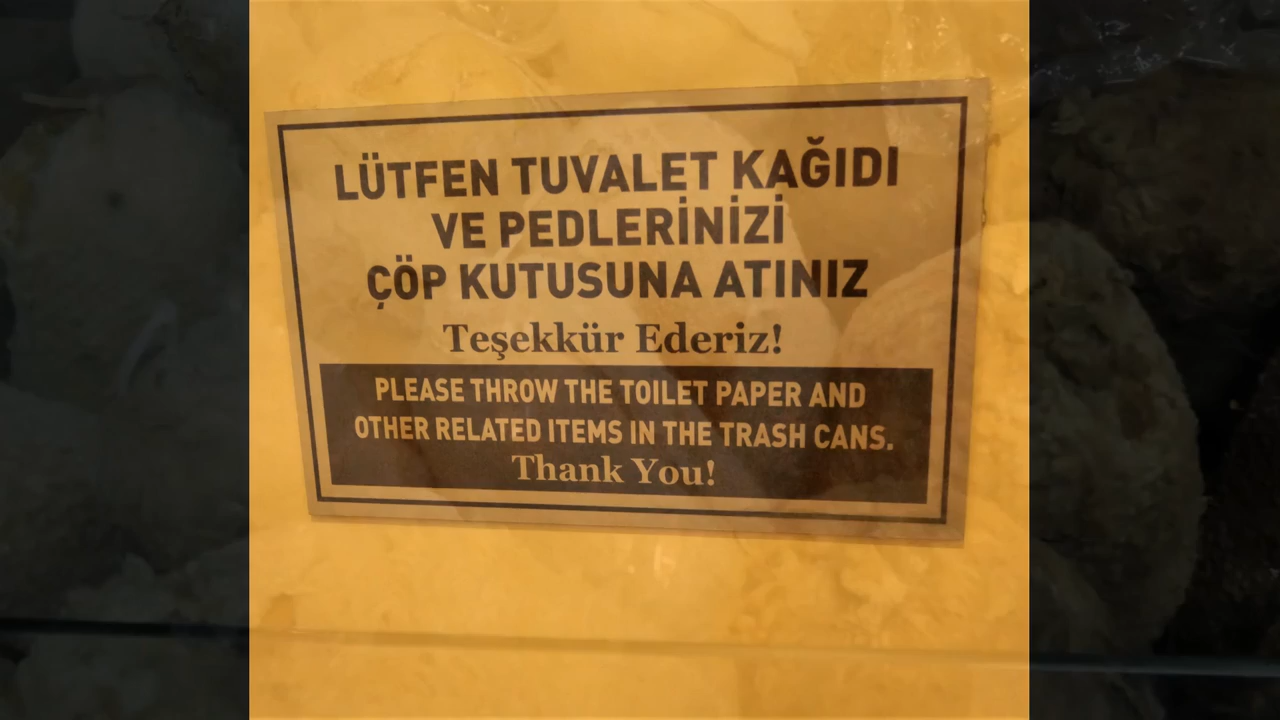 LÜTFEN TUVALET KAĞIDI
VE PEDLERİNİZİ
ÇÖP KUTUSUNA ATINIZ
Teşekkür Ederiz!
PLEASE THROW THE TOILET PAPER AND
OTHER RELATED ITEMS IN THE TRASH CANS.
Thank You!